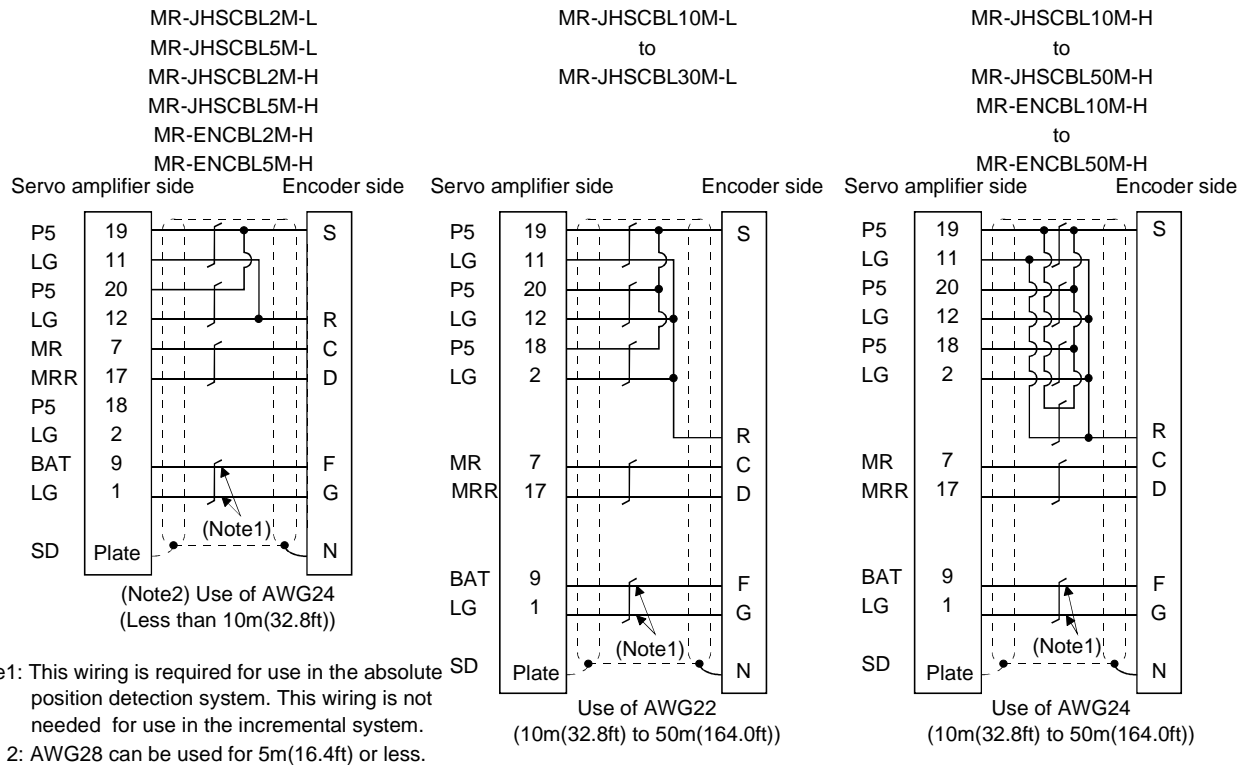 MR-JHSCBL2M-L
MR-JHSCBL5M-L
MR-JHSCBL2M-H
MR-JHSCBL5M-H
MR-ENCBL2M-H
MR-ENCBL5M-H
Servo amplifier side Encoder side
P5 19 S
LG 11
P5 20
LG 12 R
MR 7 C
MRR 17 D
P5 18
LG 2
BAT 9 F
LG 1 G
(Note1)
SD Plate N
(Note2) Use of AWG24
(Less than 10m(32.8ft))
e1: This wiring is required for use in the absolute
position detection system. This wiring is not
needed for use in the incremental system.
2: AWG28 can be used for 5m(16.4ft) or less.
MR-JHSCBL10M-L
to
MR-JHSCBL30M-L
Servo amplifier side Encoder side
P5 19 S
LG 11
P5 20
LG 12
P5 18
LG 2
R
MR 7 C
MRR 17 D
BAT 9 F
LG 1 G
(Note1)
SD Plate N
Use of AWG22
(10m(32.8ft) to 50m(164.0ft))
MR-JHSCBL10M-H
to
MR-JHSCBL50M-H
MR-ENCBL10M-H
to
MR-ENCBL50M-H
Servo amplifier side Encoder side
P5 19 S
LG 11
P5 20
LG 12
P5 18
LG 2
R
MR 7 C
MRR 17 D
BAT 9 F
LG 1 G
(Note1)
SD Plate N
Use of AWG24
(10m(32.8ft) to 50m(164.0ft))